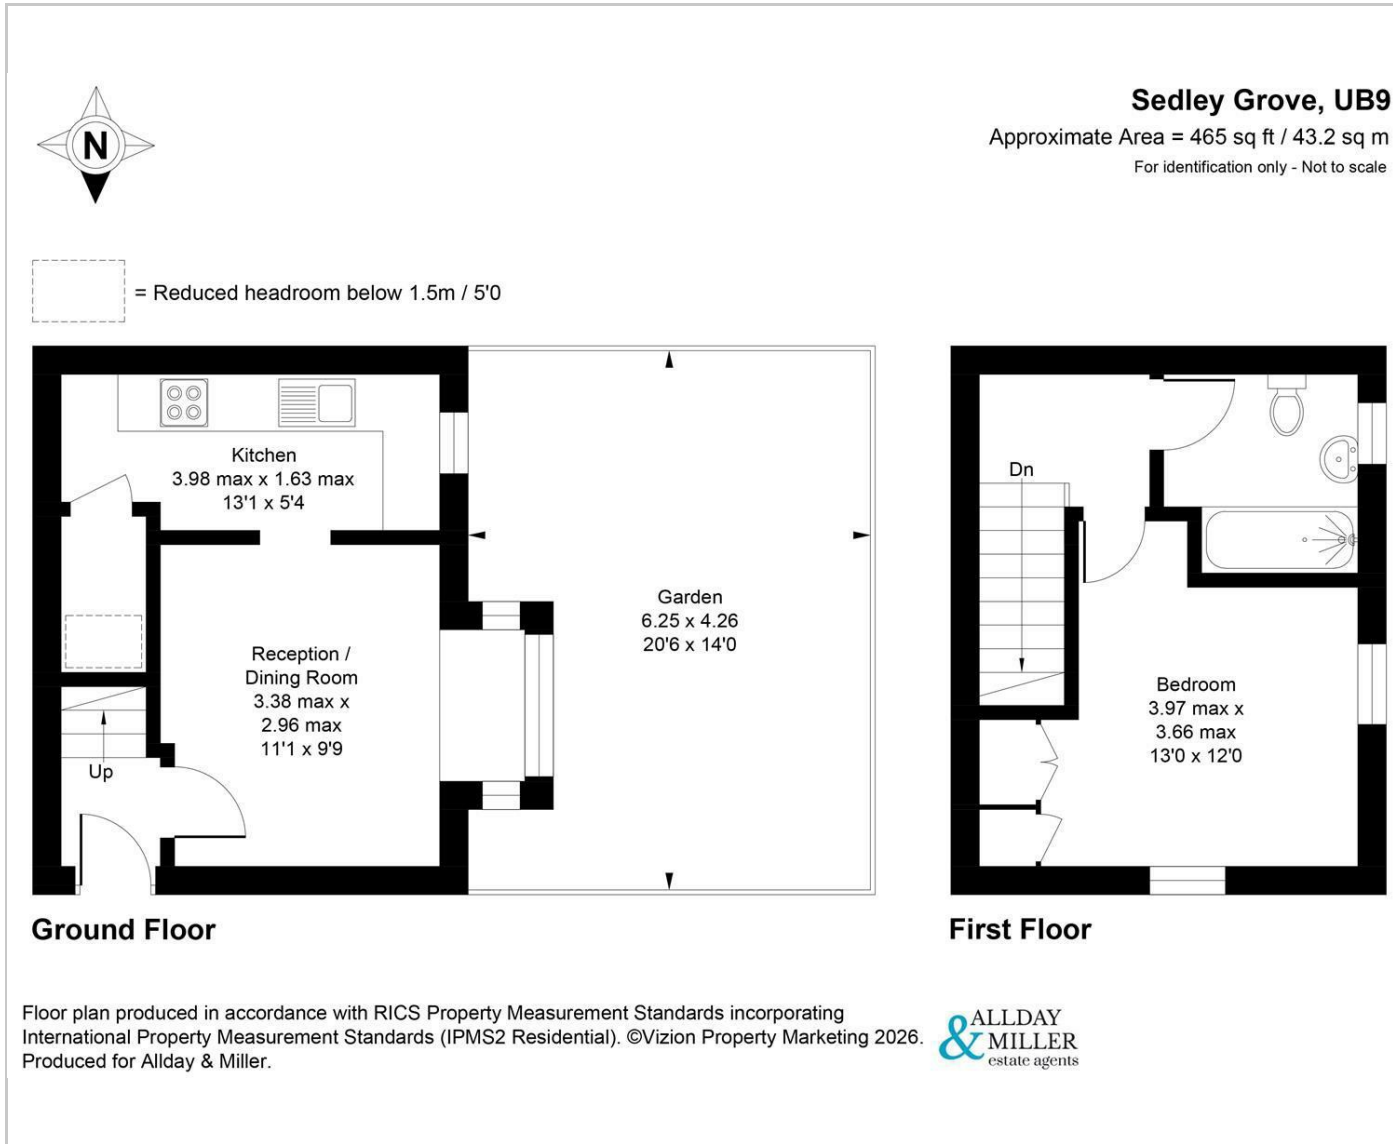 N
Sedley Grove, UB9
Approximate Area = 465 sq ft / 43.2 sq m
For identification only - Not to scale
= Reduced headroom below 1.5m / 5'0
Kitchen
3.98 max x 1.63 max
13'1 x 5'4
Reception /
Dining Room
3.38 max x
2.96 max
11'1 x 9'9
Up
Garden
6.25 x 4.26
20'6 x 14'0
Dn
Bedroom
3.97 max x
3.66 max
13'0 x 12'0
Ground Floor
First Floor
Floor plan produced in accordance with RICS Property Measurement Standards incorporating
International Property Measurement Standards (IPMS2 Residential). ©Vizion Property Marketing 2026.
Produced for Allday & Miller.
ALLDAY
& MILLER
estate agents